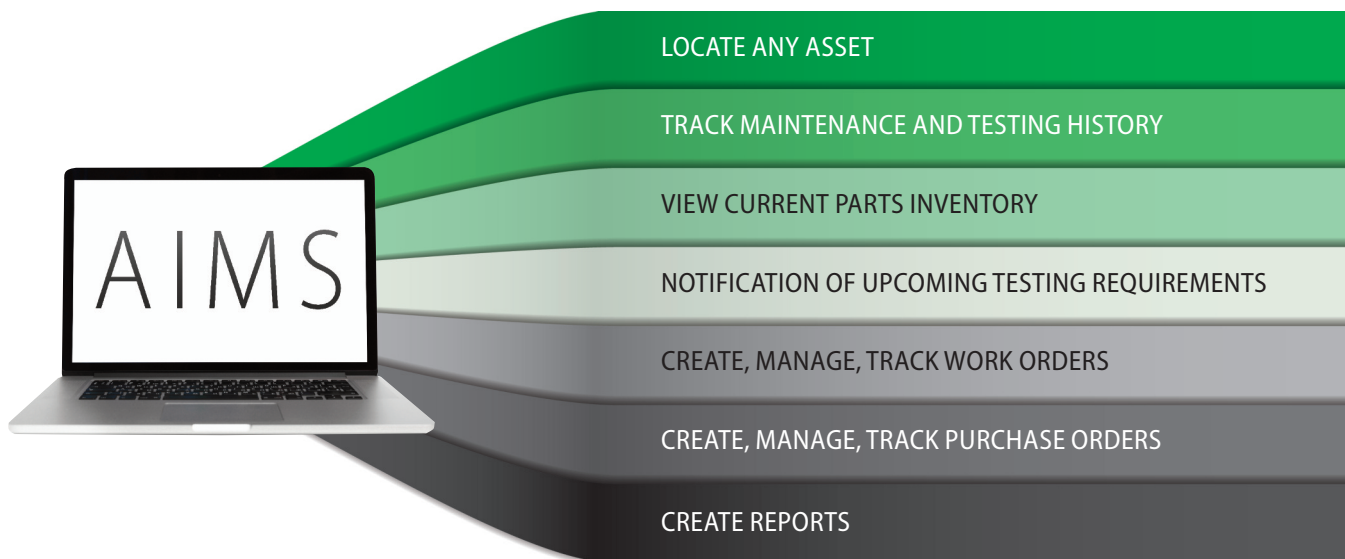 LOCATE ANY ASSET
TRACK MAINTENANCE AND TESTING HISTORY
VIEW CURRENT PARTS INVENTORY
AIMS
NOTIFICATION OF UPCOMING TESTING REQUIREMENTS
CREATE, MANAGE, TRACK WORK ORDERS
CREATE, MANAGE, TRACK PURCHASE ORDERS
CREATE REPORTS